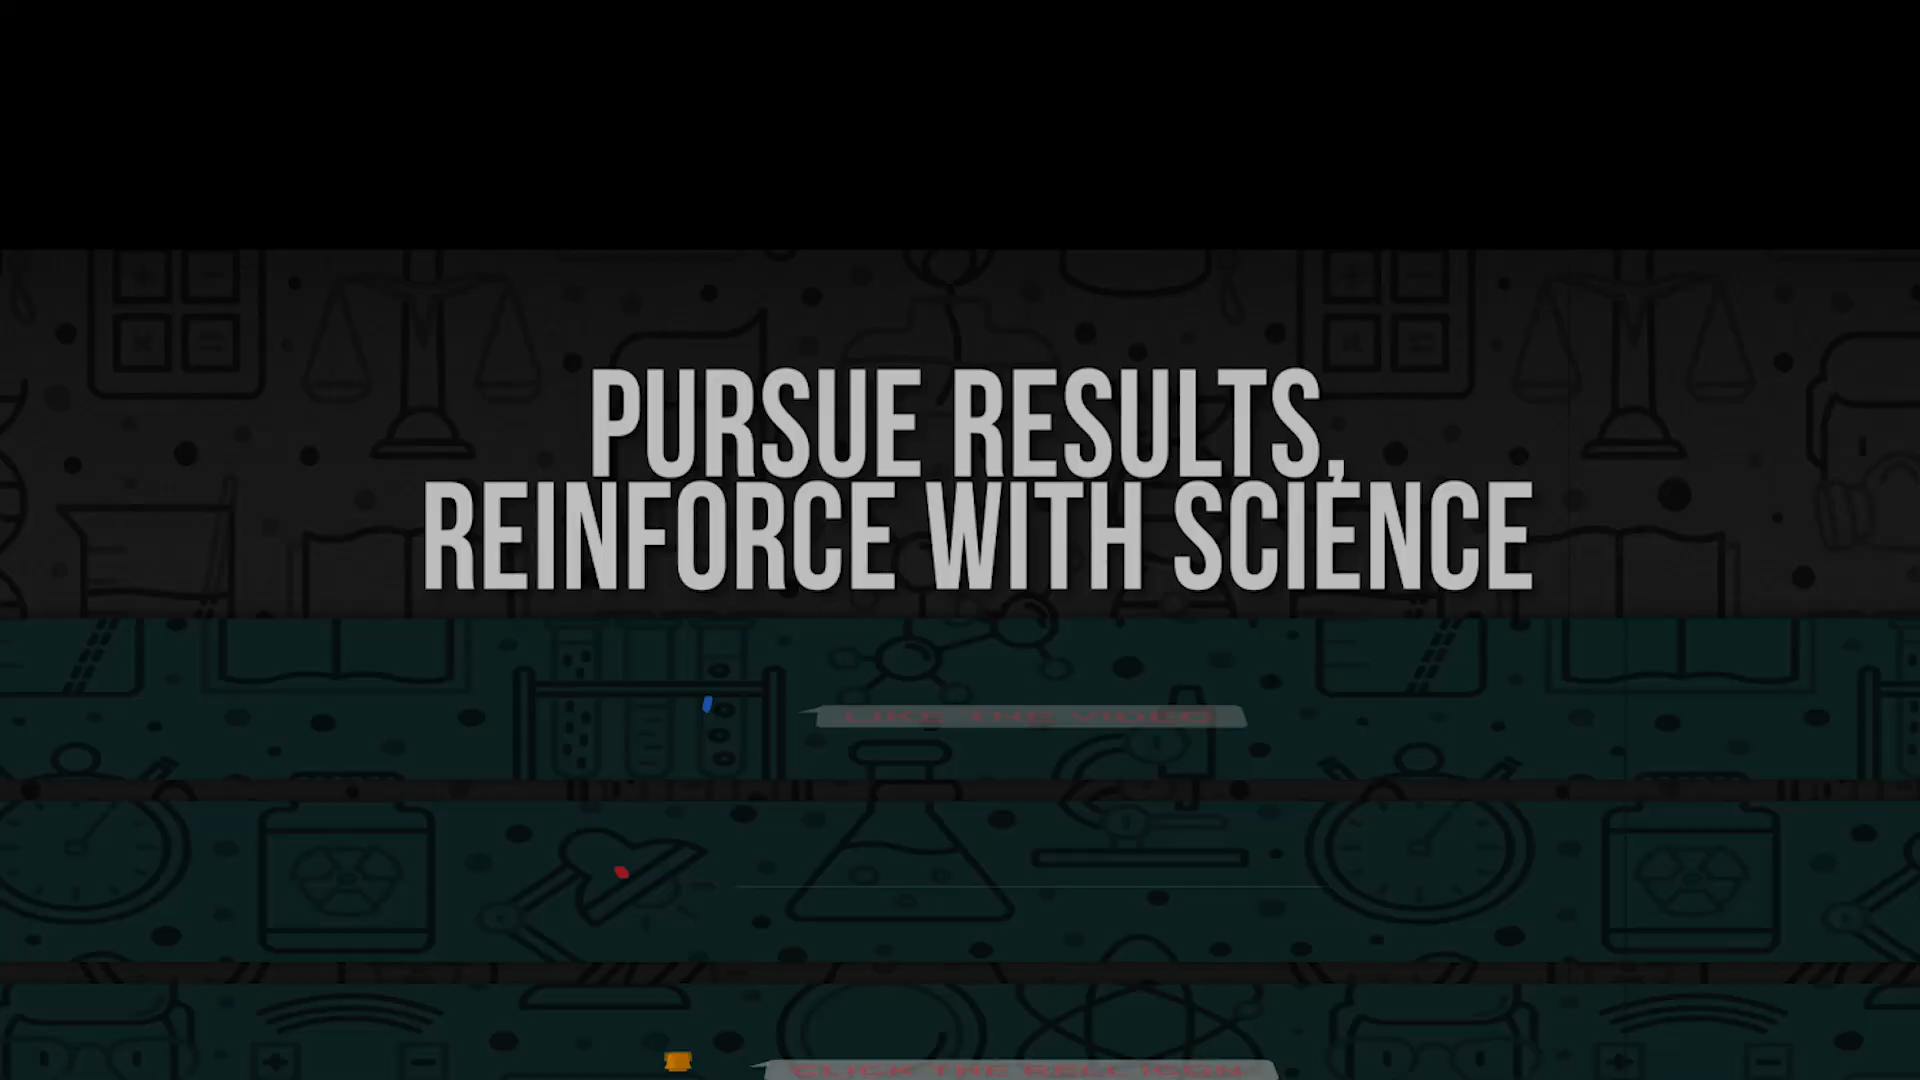 PURSUE RESULTS,
REINFORCE WITH SCIENCE
LIKE THE VIDEO
CLICK THE BELL ICON